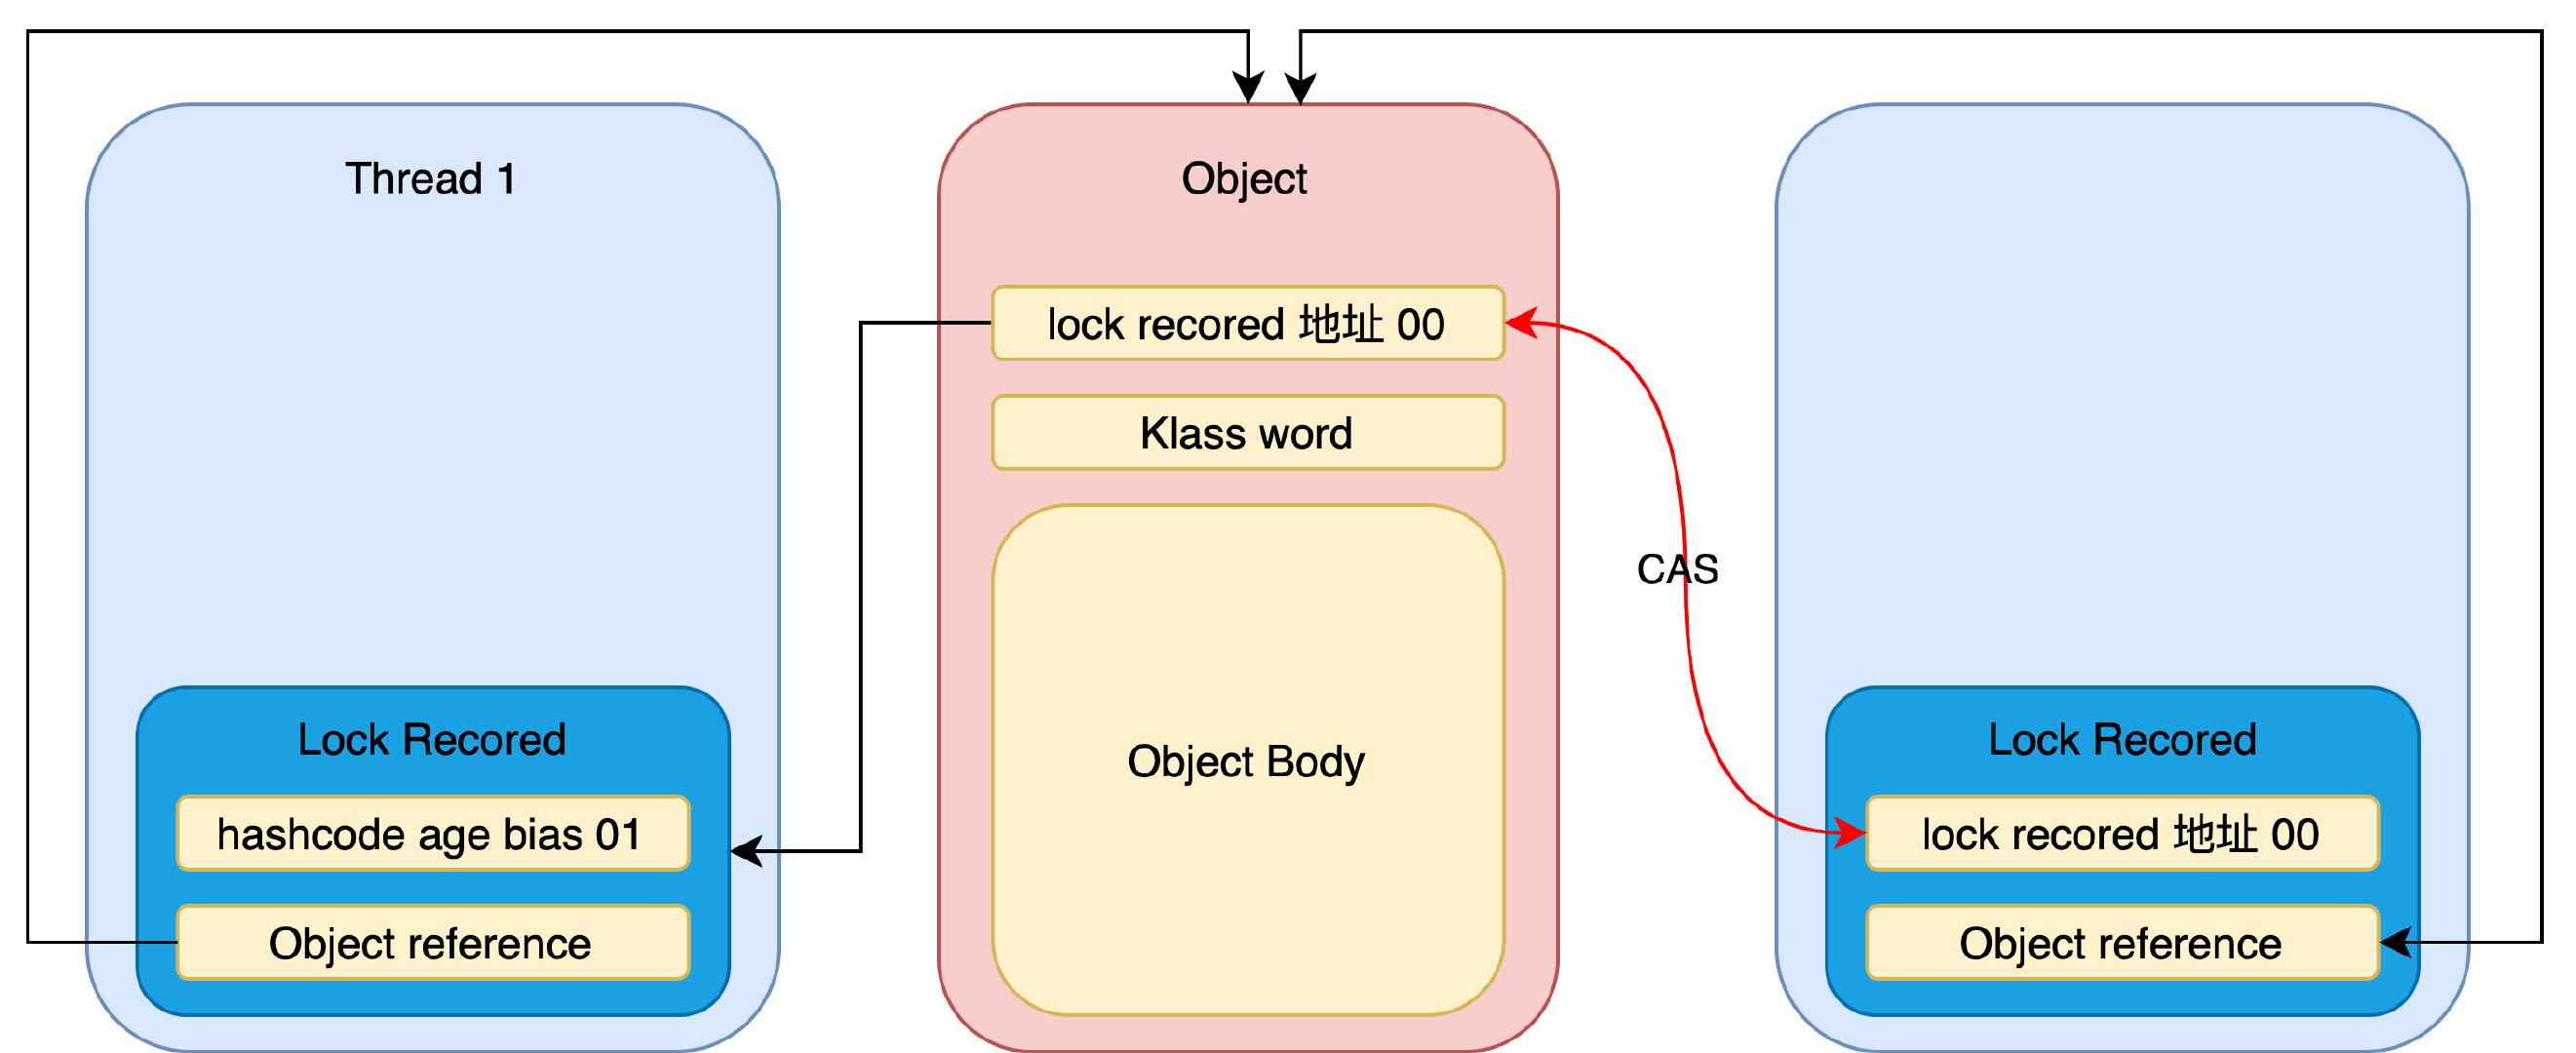 Thread 1
Lock Recored
hashcode age bias 01
Object reference
Object
lock recored 地址 00
Klass word
Object Body
CAS
Lock Recored
lock recored 地址 00
Object reference